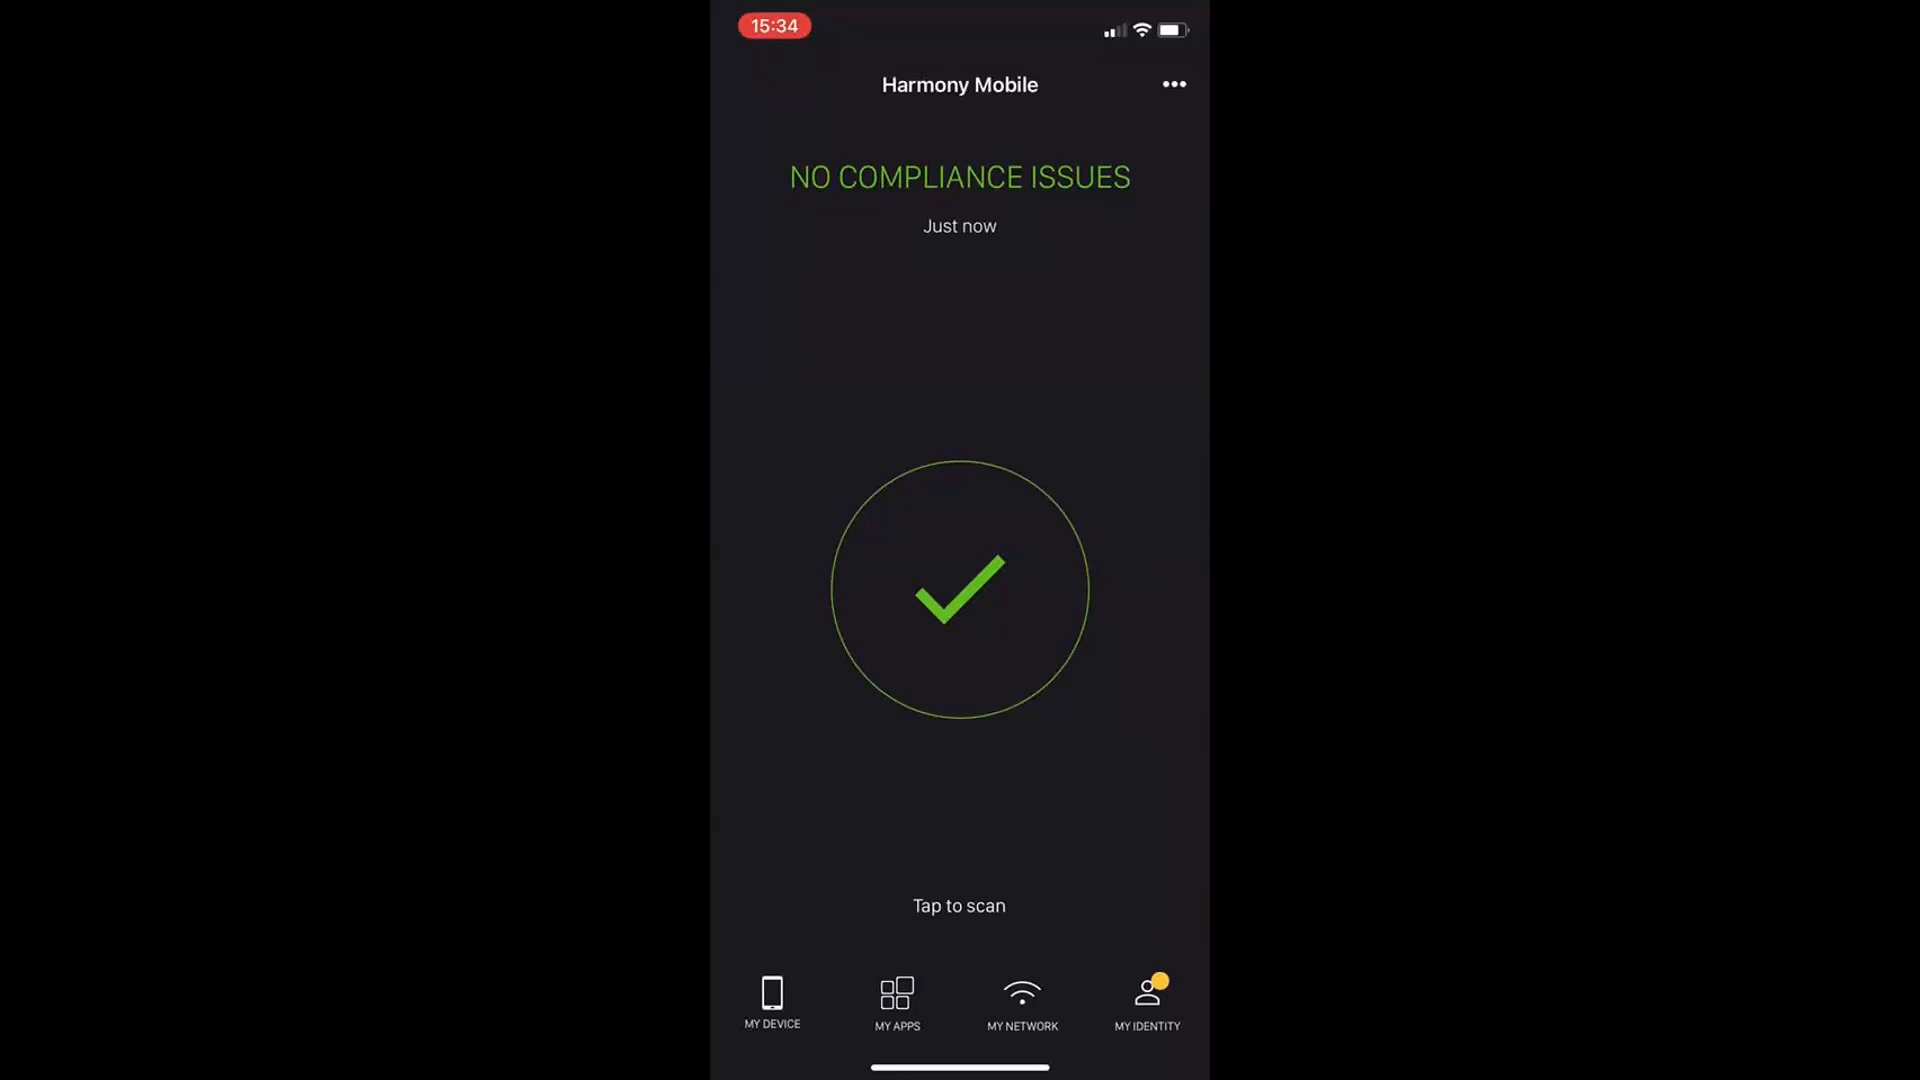 15:34
Harmony Mobile
NO COMPLIANCE ISSUES
Just now
Tap to scan
MY DEVICE
MY APPS
MY NETWORK
MY IDENTITY